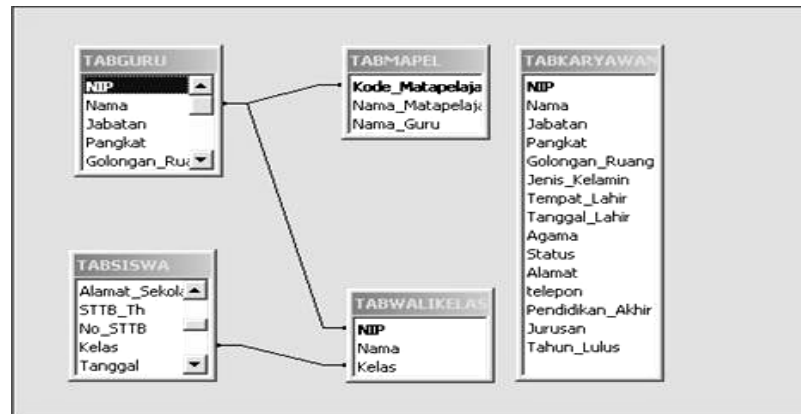 TABGURU
NIP
Nama
Jabatan
Pangkat
Golongan_Rua
TABMAPEL
Kode_Matapelaja
Nama_Matapelaja
Nama_Guru
TABKARYAWAN
NIP
Nama
Jabatan
Pangkat
Golongan_Ruang
Jenis_Kelamin
Tempat_Lahir
Tanggal_Lahir
Agama
Status
Alamat
telepon
Pendidikan_Akhir
Jurusan
Tahun_Lulus
TABSISWA
Alamat_Sekola
STTB_Th
No_STTB
Kelas
Tanggal
TABWALIKELAS
NIP
Nama
Kelas